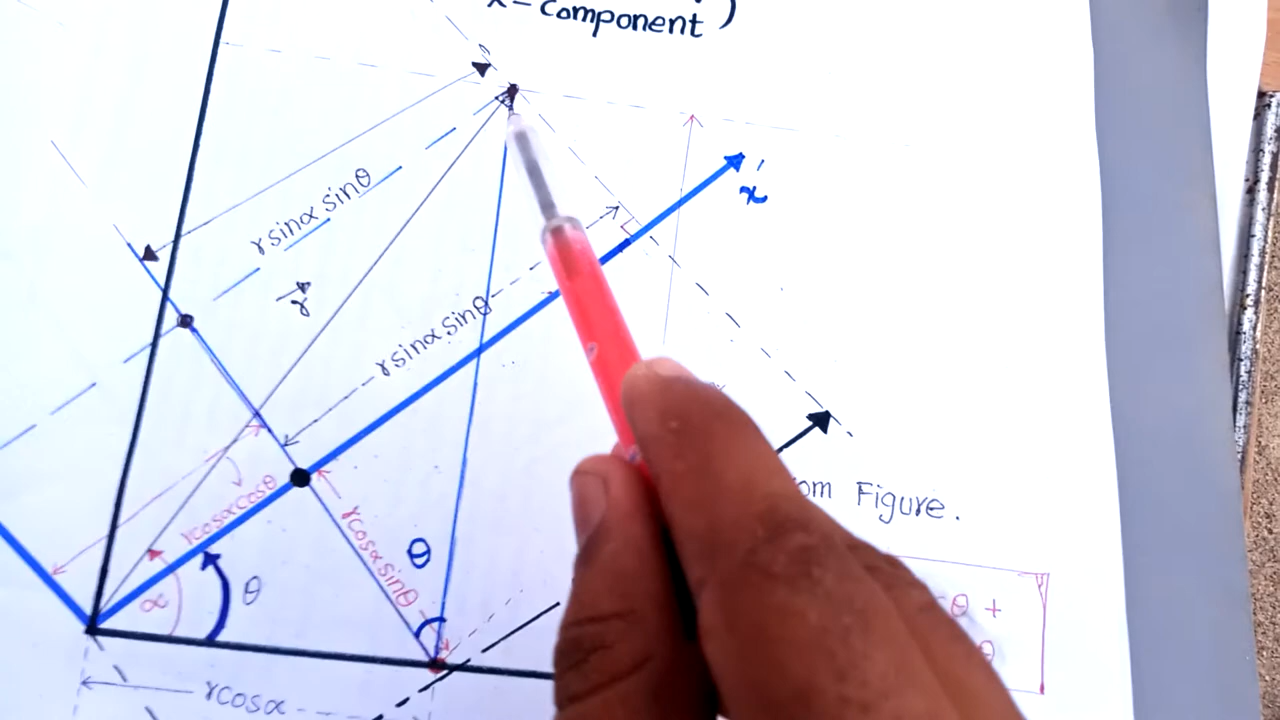 x-component)
x'
r sinα sinθ
r
r sinα sinθ
r cosα cosθ
r cosα sinθ
θ
α
θ
om Figure.
θ +
θ
r cosα